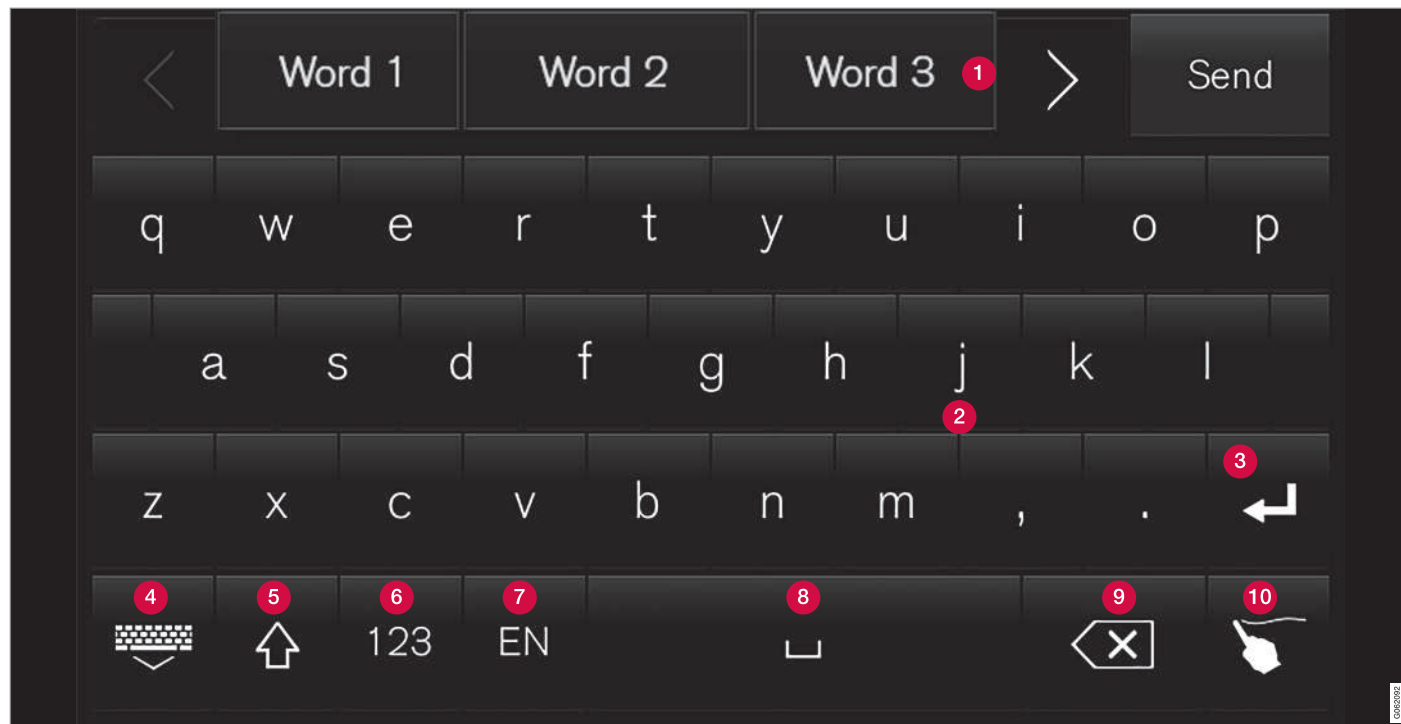 Word 1 Word 2 Word 3 1 Send
q w e r t y u i o p
a s d f g h j k l
2
3
z x c v b n m , .
4 5 6 7 8 9 10
123 EN
G062092